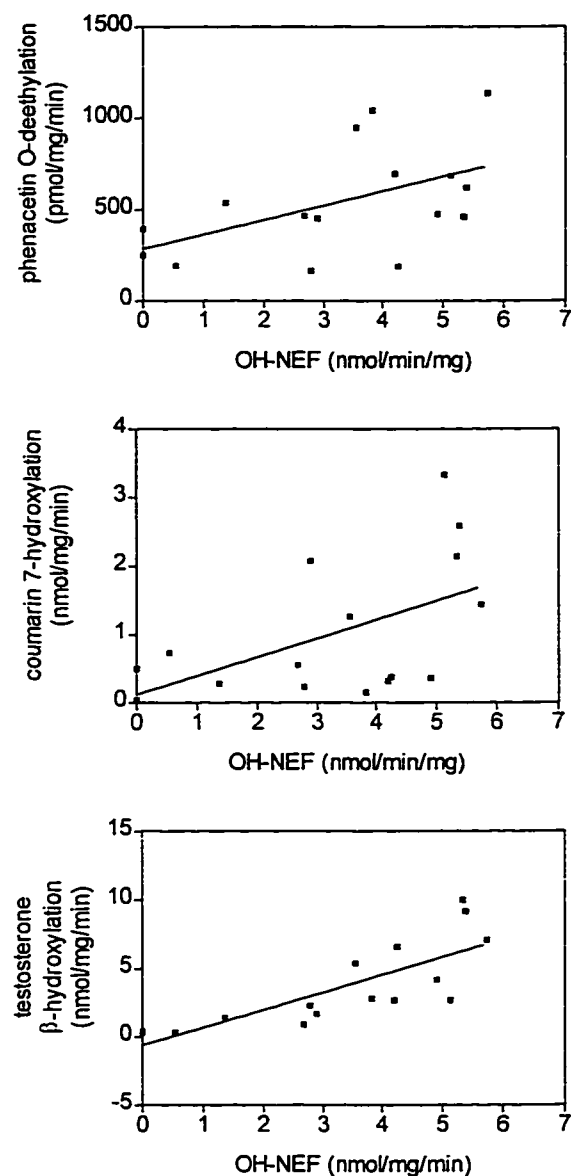 phenacetin O-deethylation
(pmol/mg/min)
1500
1000
500
0
0 1 2 3 4 5 6 7
OH-NEF (nmol/min/mg)
coumarin 7-hydroxylation
(nmol/mg/min)
4
3
2
1
0
0 1 2 3 4 5 6 7
OH-NEF (nmol/min/mg)
testosterone
β-hydroxylation
(nmol/mg/min)
15
10
5
0
-5
0 1 2 3 4 5 6 7
OH-NEF (nmol/mg/min)